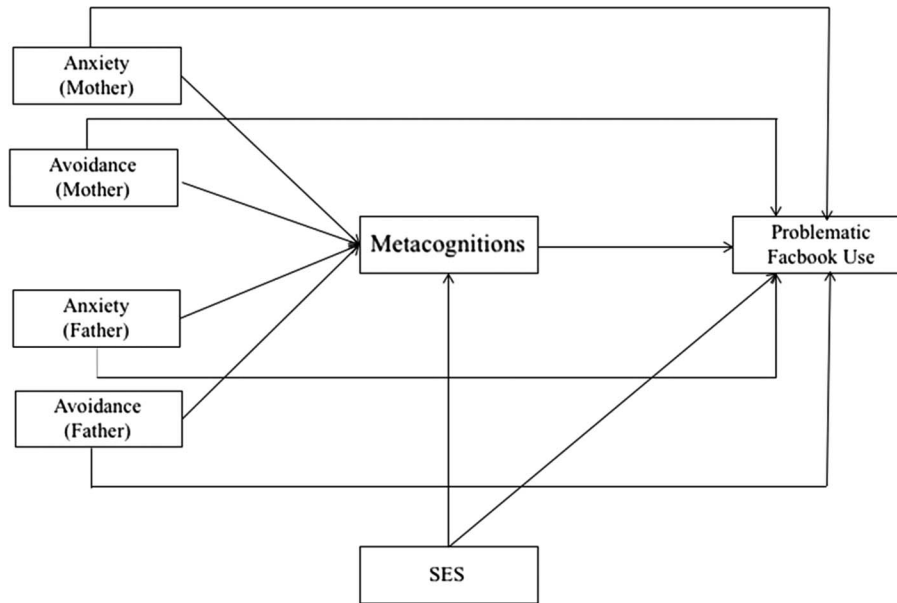 Anxiety
(Mother)
Avoidance
(Mother)
Metacognitions
Problematic
Facbook Use
Anxiety
(Father)
Avoidance
(Father)
SES